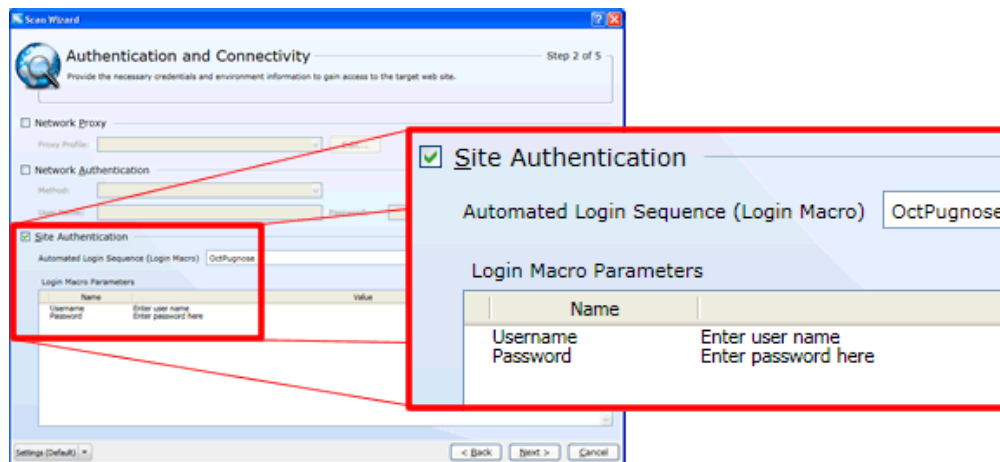 Scan Wizard
Authentication and Connectivity
Step 2 of 5
Provide the necessary credentials and environment information to gain access to the target web site.
Network Proxy
Proxy Profile:
Edit...
Network Authentication
Method:
User Name:
Password:
Site Authentication
Automated Login Sequence (Login Macro) OctPugnose
Login Macro Parameters
Name Value
Username Enter user name
Password Enter password here
Settings (Default)
< Back
Next >
Cancel
Site Authentication
Automated Login Sequence (Login Macro) OctPugnose
Login Macro Parameters
Name
Username Enter user name
Password Enter password here